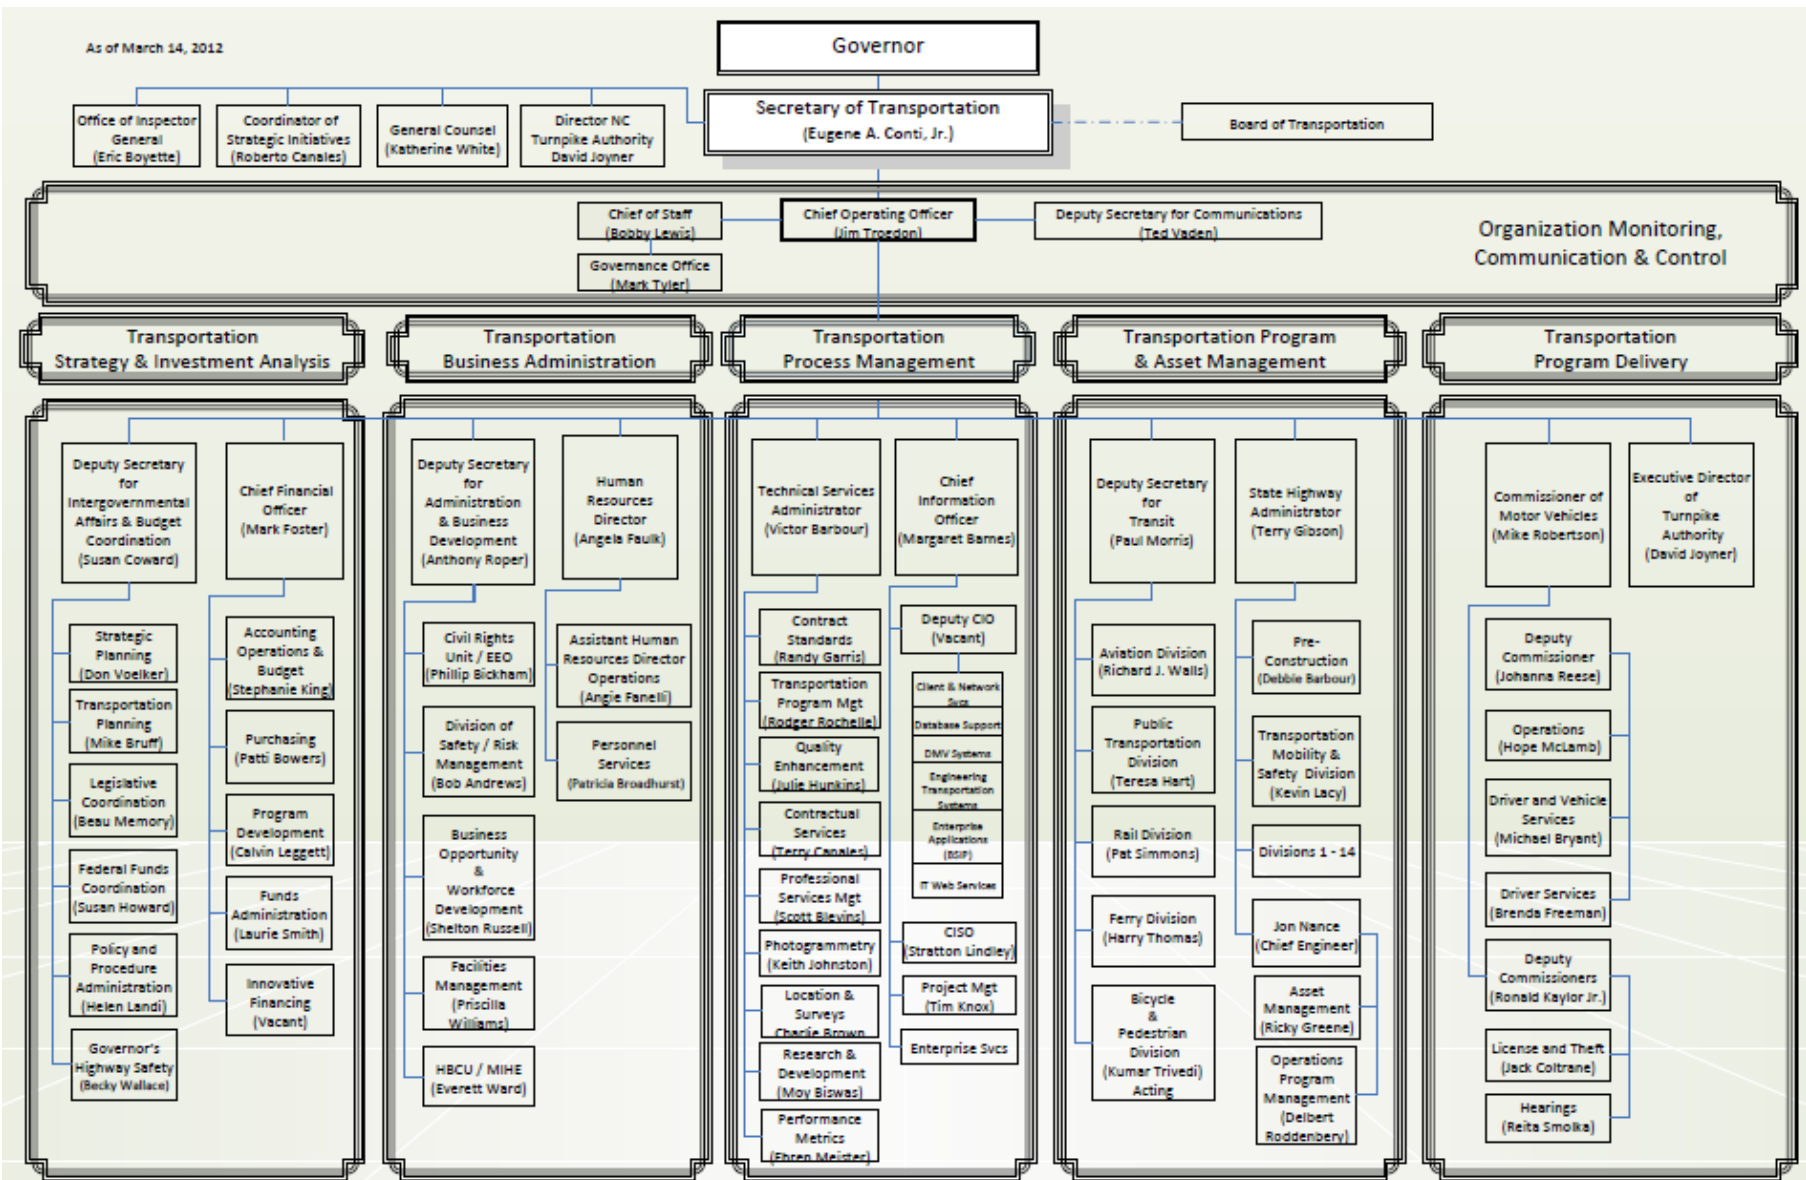 As of March 14, 2012
Governor
Secretary of Transportation
(Eugene A. Conti, Jr.)
Board of Transportation
Office of Inspector
General
(Eric Boyette)
Coordinator of
Strategic Initiatives
(Roberto Canales)
General Counsel
(Katherine White)
Director NC
Turnpike Authority
David Joyner
Chief of Staff
(Bobby Lewis)
Chief Operating Officer
(Jim Trogdon)
Deputy Secretary for Communications
(Ted Vaden)
Governance Office
(Mark Tyler)
Organization Monitoring,
Communication & Control
Transportation
Strategy & Investment Analysis
Transportation
Business Administration
Transportation
Process Management
Transportation Program
& Asset Management
Transportation
Program Delivery
Deputy Secretary
for
Intergovernmental
Affairs & Budget
Coordination
(Susan Coward)
Strategic
Planning
(Don Voelker)
Transportation
Planning
(Mike Bruff)
Legislative
Coordination
(Beau Memory)
Federal Funds
Coordination
(Susan Howard)
Policy and
Procedure
Administration
(Helen Landi)
Governor's
Highway Safety
(Becky Wallace)
Chief Financial
Officer
(Mark Foster)
Accounting
Operations &
Budget
(Stephanie King)
Purchasing
(Patti Bowers)
Program
Development
(Calvin Leggett)
Funds
Administration
(Laurie Smith)
Innovative
Financing
(Vacant)
Deputy Secretary
for
Administration
& Business
Development
(Anthony Roper)
Civil Rights
Unit / EEO
(Phillip Bickham)
Division of
Safety / Risk
Management
(Bob Andrews)
Business
Opportunity
&
Workforce
Development
(Shelton Russell)
Facilities
Management
(Priscilla
Williams)
HBCU / MIHE
(Everett Ward)
Human
Resources
Director
(Angela Faulk)
Assistant Human
Resources Director
Operations
(Angie Fanelli)
Personnel
Services
(Patricia Broadhurst)
Technical Services
Administrator
(Victor Barbour)
Contract
Standards
(Randy Garris)
Transportation
Program Mgt
(Rodger Rochelle)
Quality
Enhancement
(Julie Hunkins)
Contractual
Services
(Terry Canales)
Professional
Services Mgt
(Scott Blevins)
Photogrammetry
(Keith Johnston)
Location &
Surveys
Charlie Brown
Research &
Development
(Moy Biswas)
Performance
Metrics
(Ehren Meister)
Chief
Information
Officer
(Margaret Barnes)
Deputy CIO
(Vacant)
Client & Network
Svcs
Database Support
DMV Systems
Engineering
Transportation
Systems
Enterprise
Applications
(BSIP)
IT Web Services
CISO
(Stratton Lindley)
Project Mgt
(Tim Knox)
Enterprise Svcs
Deputy Secretary
for
Transit
(Paul Morris)
Aviation Division
(Richard J. Walls)
Public
Transportation
Division
(Teresa Hart)
Rail Division
(Pat Simmons)
Ferry Division
(Harry Thomas)
Bicycle
&
Pedestrian
Division
(Kumar Trivedi)
Acting
State Highway
Administrator
(Terry Gibson)
Pre-
Construction
(Debbie Barbour)
Transportation
Mobility &
Safety Division
(Kevin Lacy)
Divisions 1 - 14
Jon Nance
(Chief Engineer)
Asset
Management
(Ricky Greene)
Operations
Program
Management
(Delbert
Roddenbery)
Commissioner of
Motor Vehicles
(Mike Robertson)
Deputy
Commissioner
(Johanna Reese)
Operations
(Hope McLamb)
Driver and Vehicle
Services
(Michael Bryant)
Driver Services
(Brenda Freeman)
Deputy
Commissioners
(Ronald Kaylor Jr.)
License and Theft
(Jack Coltrane)
Hearings
(Reita Smolka)
Executive Director
of
Turnpike
Authority
(David Joyner)